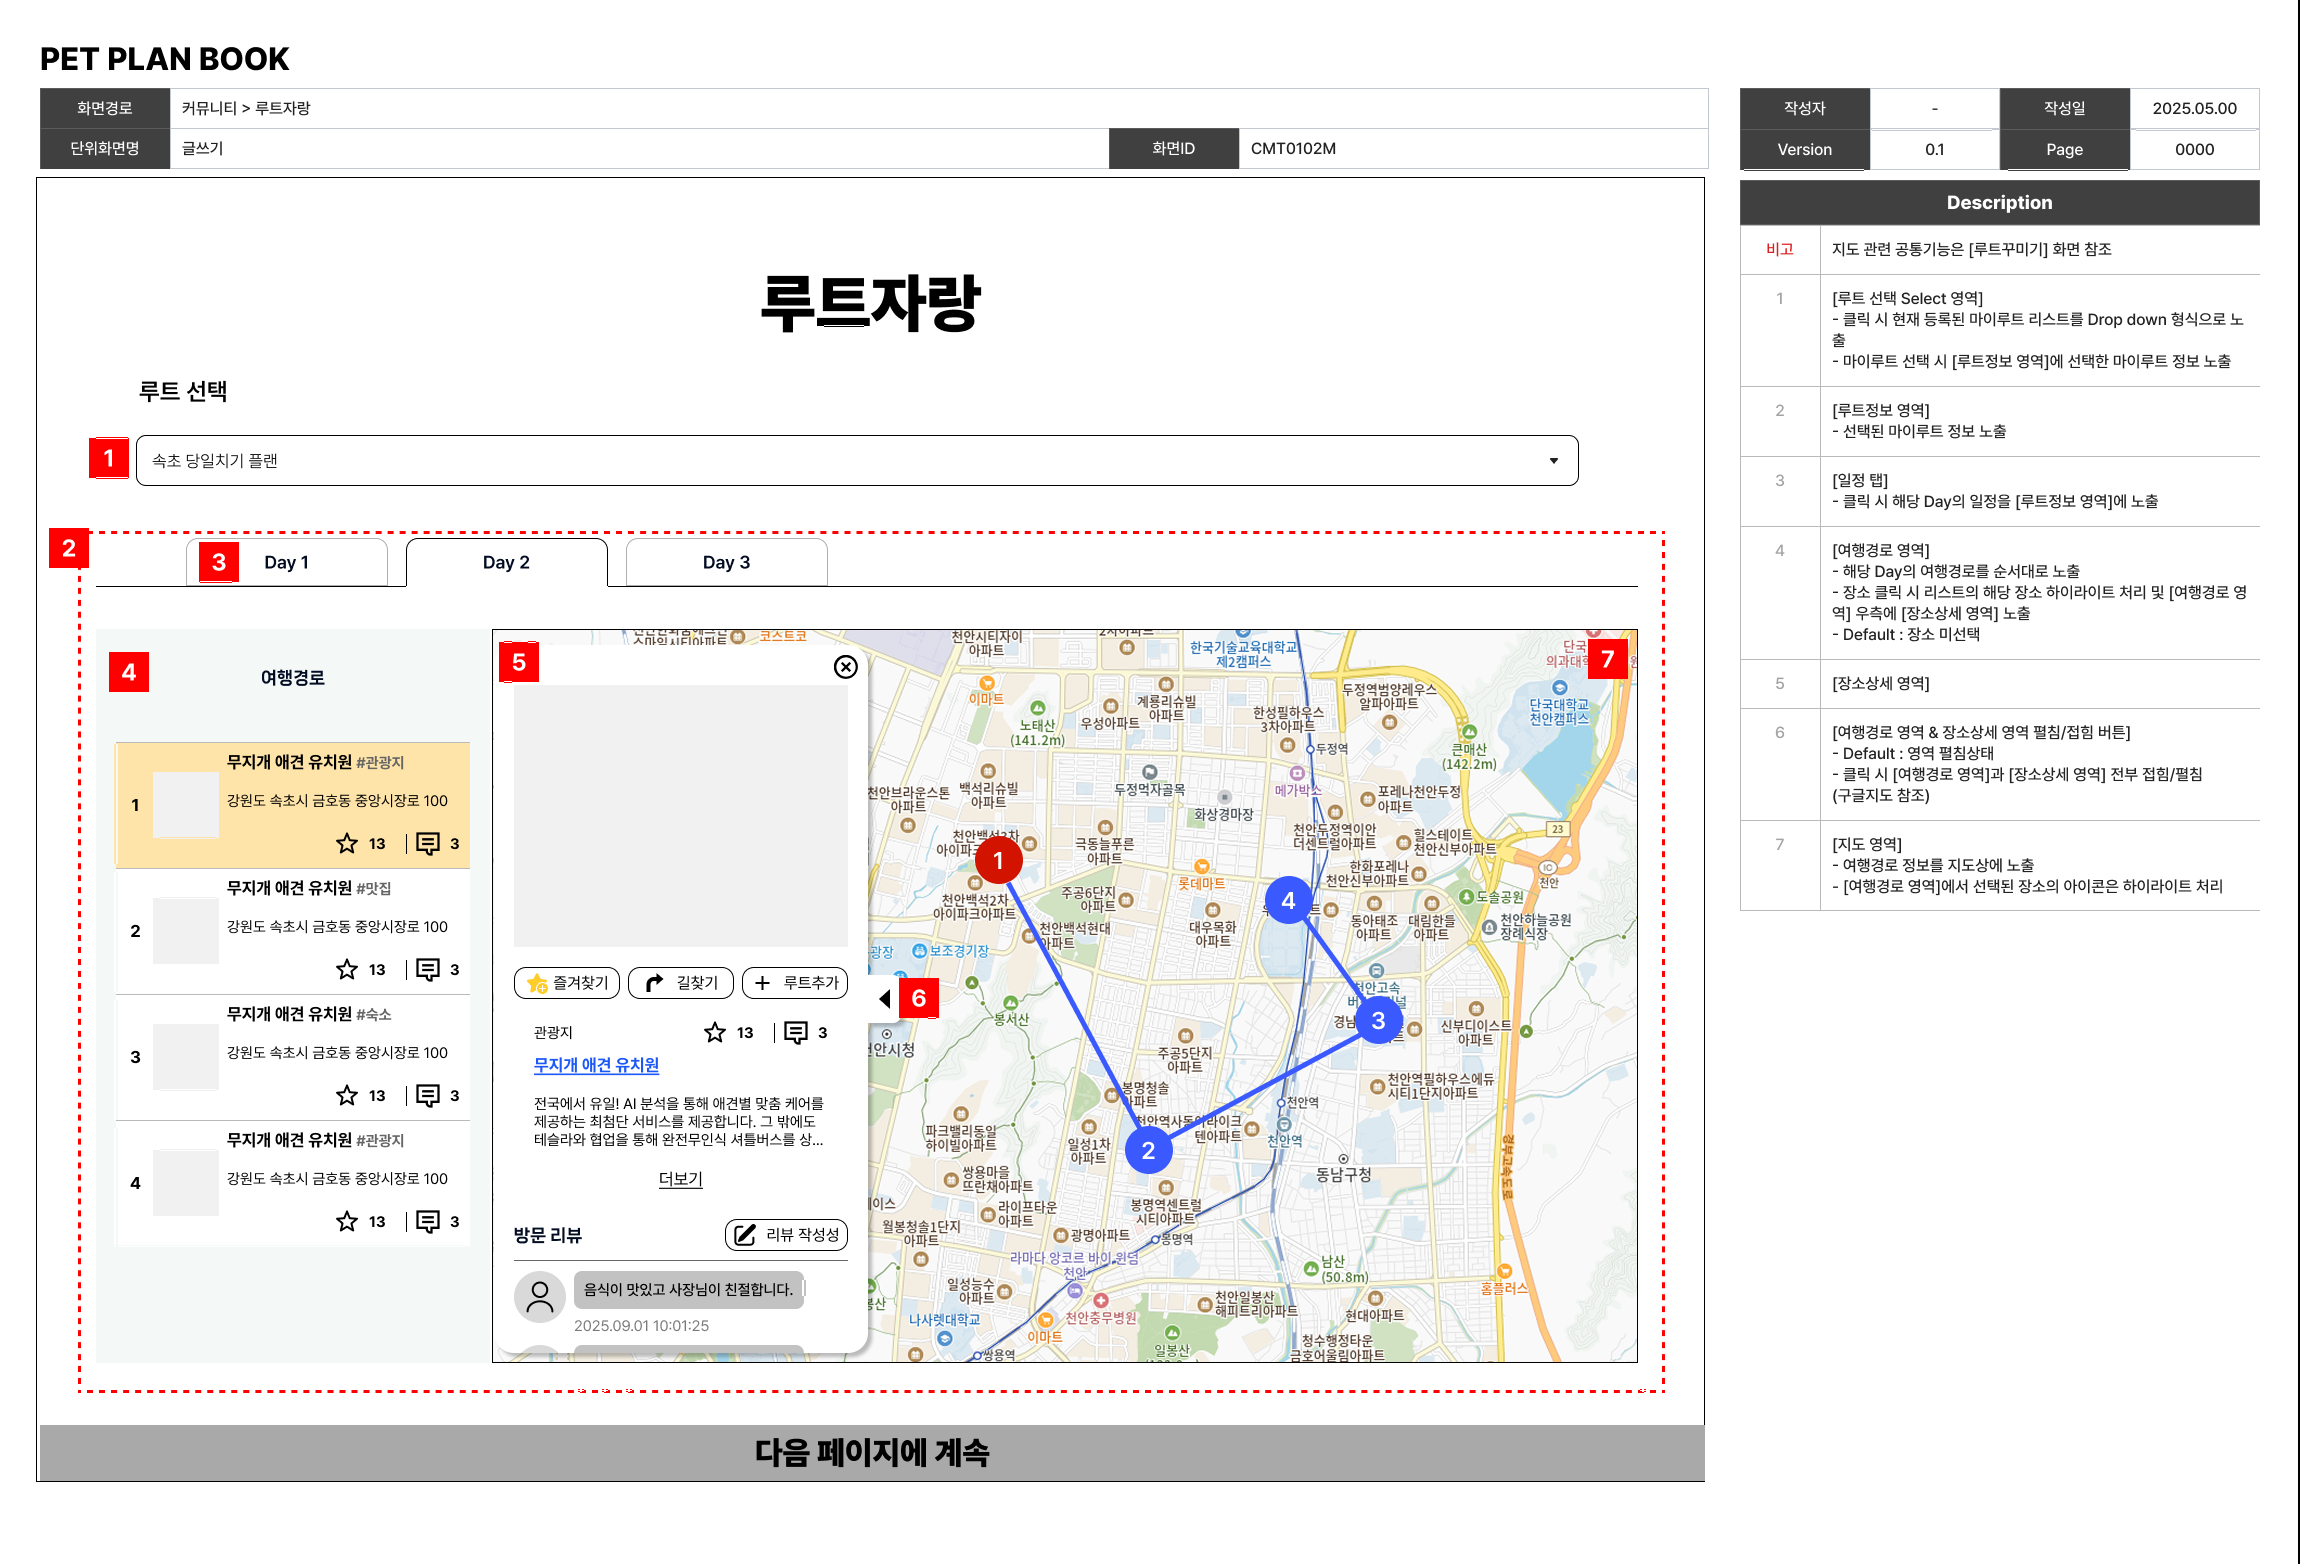 PET PLAN BOOK
화면경로
커뮤니티 > 루트자랑
단위화면명
글쓰기
화면ID
CMT0102M
작성자
-
작성일
2025.05.00
Version
0.1
Page
0000
루트자랑
루트 선택
1
속초 당일치기 플랜
2
3
Day 1
Day 2
Day 3
4
여행경로
1
무지개 애견 유치원 #관광지
강원도 속초시 금호동 중앙시장로 100
13
3
2
무지개 애견 유치원 #맛집
강원도 속초시 금호동 중앙시장로 100
13
3
3
무지개 애견 유치원 #숙소
강원도 속초시 금호동 중앙시장로 100
13
3
4
무지개 애견 유치원 #관광지
강원도 속초시 금호동 중앙시장로 100
13
3
5
즐겨찾기
길찾기
루트추가
관광지
13
3
무지개 애견 유치원
전국에서 유일! AI 분석을 통해 애견별 맞춤 케어를
제공하는 최첨단 서비스를 제공합니다. 그 밖에도
테슬라와 협업을 통해 완전무인식 셔틀버스를 상...
더보기
방문 리뷰
리뷰 작성성
음식이 맛있고 사장님이 친절합니다.
2025.09.01 10:01:25
6
7
코스트코
천안시티자이
아파트
한국기술교육대학교
제2캠퍼스
이마트
노태산
(141.2m)
우성아파트
계룡리슈빌
아파트
한성필하우스
3차아파트
두정역범양레우스
알파아파트
단국대학교
천안캠퍼스
두정역
큰매산
(142.2m)
천안브라운스톤
아파트
백석리슈빌
아파트
두정먹자골목
메가박스
포레나천안두정
아파트
화상경마장
천안두정역이안
더센트럴아파트
힐스테이트
천안신부아파트
23
IC
천안
극동늘푸른
아파트
롯데마트
한화포레나
천안신부아파트
1
천안백석2차
아이파크아파트
주공6단지
아파트
4
도솔공원
대우목화
아파트
동아태조
아파트
대림한들
아파트
천안하늘공원
장례식장
천안백석현대
아파트
보조경기장
봉서산
3
신부디이스트
아파트
주공5단지
아파트
봉명청솔
아파트
천안역필하우스에듀
시티1단지아파트
천안역
천안역
파크밸리동일
하이빌아파트
일성1차
아파트
2
텐아파트
동남구청
경부고속도로
쌍용마을
뜨란채아파트
라이프타운
아파트
봉명역센트럴
시티아파트
월봉청솔1단지
아파트
광명아파트
봉명역
라마다 앙코르 바이 윈덤
천안
남산
(50.8m)
홈플러스
일성능수
아파트
천안충무병원
천안일봉산
해피트리아파트
현대아파트
나사렛대학교
이마트
일봉산
청수행정타운
금호어울림아파트
쌍용역
다음 페이지에 계속
Description
비고
지도 관련 공통기능은 [루트꾸미기] 화면 참조
1
[루트 선택 Select 영역]
- 클릭 시 현재 등록된 마이루트 리스트를 Drop down 형식으로 노
출
- 마이루트 선택 시 [루트정보 영역]에 선택한 마이루트 정보 노출
2
[루트정보 영역]
- 선택된 마이루트 정보 노출
3
[일정 탭]
- 클릭 시 해당 Day의 일정을 [루트정보 영역]에 노출
4
[여행경로 영역]
- 해당 Day의 여행경로를 순서대로 노출
- 장소 클릭 시 리스트의 해당 장소 하이라이트 처리 및 [여행경로 영
역] 우측에 [장소상세 영역] 노출
- Default : 장소 미선택
5
[장소상세 영역]
6
[여행경로 영역 & 장소상세 영역 펼침/접힘 버튼]
- Default : 영역 펼침상태
- 클릭 시 [여행경로 영역]과 [장소상세 영역] 전부 접힘/펼침
(구글지도 참조)
7
[지도 영역]
- 여행경로 정보를 지도상에 노출
- [여행경로 영역]에서 선택된 장소의 아이콘은 하이라이트 처리